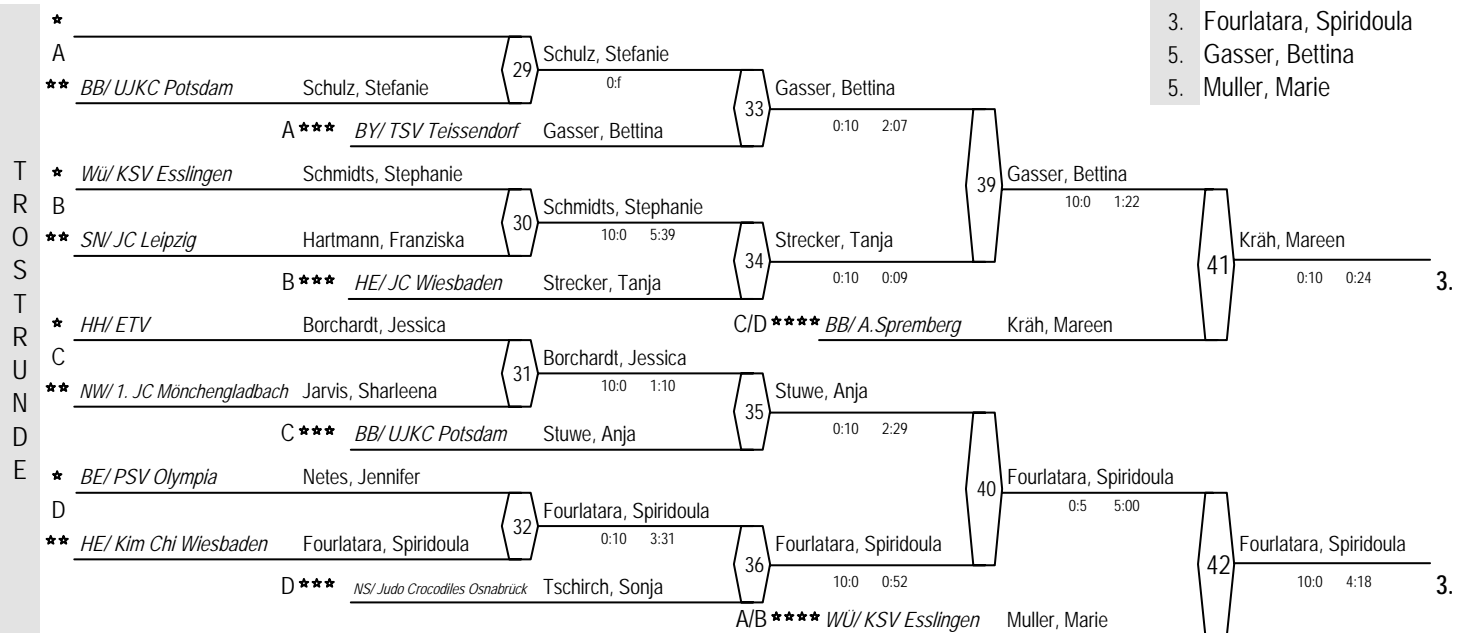 3. Fourlatara, Spiridoula
5. Gasser, Bettina
5. Muller, Marie
TROSTRUNDE
*
A
** BB/ UJKC Potsdam Schulz, Stefanie
29
Schulz, Stefanie
0:f
A *** BY/ TSV Teissendorf Gasser, Bettina
33
Gasser, Bettina
0:10 2:07
* Wü/ KSV Esslingen Schmidts, Stephanie
B
** SN/ JC Leipzig Hartmann, Franziska
30
Schmidts, Stephanie
10:0 5:39
B *** HE/ JC Wiesbaden Strecker, Tanja
34
Strecker, Tanja
0:10 0:09
39
Gasser, Bettina
10:0 1:22
C/D **** BB/ A.Spremberg Kräh, Mareen
41
Kräh, Mareen
0:10 0:24
3.
* HH/ ETV Borchardt, Jessica
C
** NW/ 1. JC Mönchengladbach Jarvis, Sharleena
31
Borchardt, Jessica
10:0 1:10
C *** BB/ UJKC Potsdam Stuwe, Anja
35
Stuwe, Anja
0:10 2:29
* BE/ PSV Olympia Netes, Jennifer
D
** HE/ Kim Chi Wiesbaden Fourlatara, Spiridoula
32
Fourlatara, Spiridoula
0:10 3:31
D *** NS/ Judo Crocodiles Osnabrück Tschirch, Sonja
36
Fourlatara, Spiridoula
10:0 0:52
40
Fourlatara, Spiridoula
0:5 5:00
A/B **** WÜ/ KSV Esslingen Muller, Marie
42
Fourlatara, Spiridoula
10:0 4:18
3.